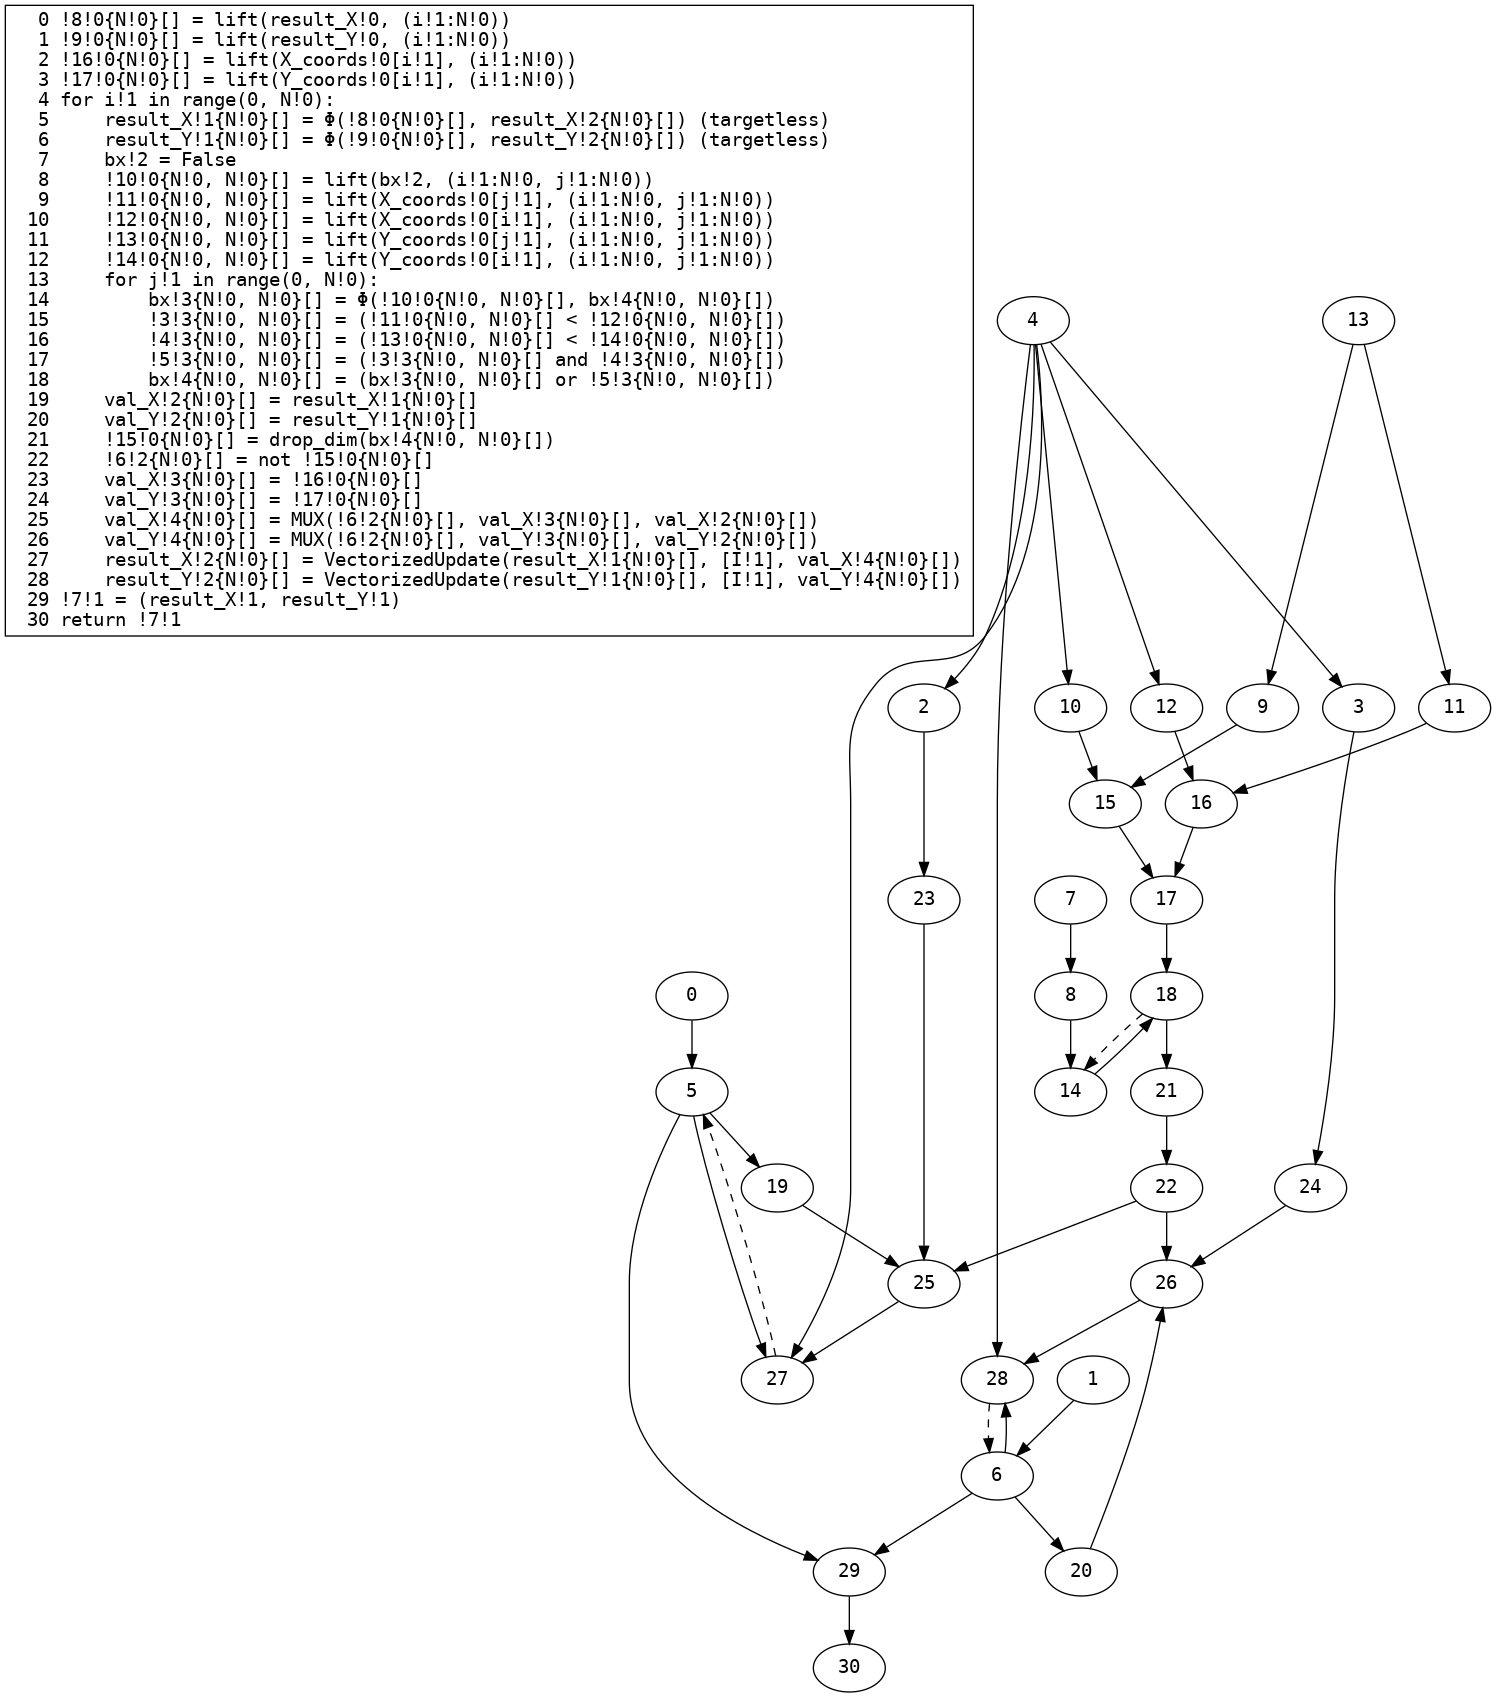 0 !8!0{N!0}[] = lift(result_X!0, (i!1:N!0))
1 !9!0{N!0}[] = lift(result_Y!0, (i!1:N!0))
2 !16!0{N!0}[] = lift(X_coords!0[i!1], (i!1:N!0))
3 !17!0{N!0}[] = lift(Y_coords!0[i!1], (i!1:N!0))
4 for i!1 in range(0, N!0):
5     result_X!1{N!0}[] = Φ(!8!0{N!0}[], result_X!2{N!0}[]) (targetless)
6     result_Y!1{N!0}[] = Φ(!9!0{N!0}[], result_Y!2{N!0}[]) (targetless)
7     bx!2 = False
8     !10!0{N!0, N!0}[] = lift(bx!2, (i!1:N!0, j!1:N!0))
9     !11!0{N!0, N!0}[] = lift(X_coords!0[j!1], (i!1:N!0, j!1:N!0))
10     !12!0{N!0, N!0}[] = lift(X_coords!0[i!1], (i!1:N!0, j!1:N!0))
11     !13!0{N!0, N!0}[] = lift(Y_coords!0[j!1], (i!1:N!0, j!1:N!0))
12     !14!0{N!0, N!0}[] = lift(Y_coords!0[i!1], (i!1:N!0, j!1:N!0))
13     for j!1 in range(0, N!0):
14         bx!3{N!0, N!0}[] = Φ(!10!0{N!0, N!0}[], bx!4{N!0, N!0}[])
15         !3!3{N!0, N!0}[] = (!11!0{N!0, N!0}[] < !12!0{N!0, N!0}[])
16         !4!3{N!0, N!0}[] = (!13!0{N!0, N!0}[] < !14!0{N!0, N!0}[])
17         !5!3{N!0, N!0}[] = (!3!3{N!0, N!0}[] and !4!3{N!0, N!0}[])
18         bx!4{N!0, N!0}[] = (bx!3{N!0, N!0}[] or !5!3{N!0, N!0}[])
19     val_X!2{N!0}[] = result_X!1{N!0}[]
20     val_Y!2{N!0}[] = result_Y!1{N!0}[]
21     !15!0{N!0}[] = drop_dim(bx!4{N!0, N!0}[])
22     !6!2{N!0}[] = not !15!0{N!0}[]
23     val_X!3{N!0}[] = !16!0{N!0}[]
24     val_Y!3{N!0}[] = !17!0{N!0}[]
25     val_X!4{N!0}[] = MUX(!6!2{N!0}[], val_X!3{N!0}[], val_X!2{N!0}[])
26     val_Y!4{N!0}[] = MUX(!6!2{N!0}[], val_Y!3{N!0}[], val_Y!2{N!0}[])
27     result_X!2{N!0}[] = VectorizedUpdate(result_X!1{N!0}[], [I!1], val_X!4{N!0}[])
28     result_Y!2{N!0}[] = VectorizedUpdate(result_Y!1{N!0}[], [I!1], val_Y!4{N!0}[])
29 !7!1 = (result_X!1, result_Y!1)
30 return !7!1
4 13
2 10 12 9 3 11
15 16
23 7 17
0 8 18
5 14 21
19 22 24
25 26
27 28 1
6
29 20
30